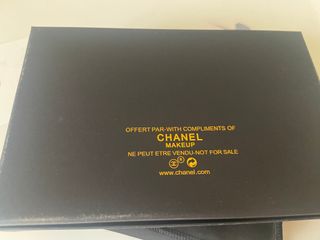 OFFERT PAR-WITH COMPLIMENTS OF
CHANEL
MAKEUP
NE PEUT ETRE VENDU-NOT FOR SALE
www.chanel.com